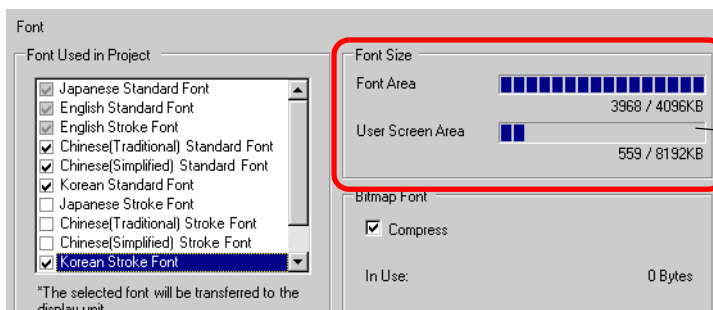 Font
Font Used in Project
Japanese Standard Font
English Standard Font
English Stroke Font
Chinese(Traditional) Standard Font
Chinese(Simplified) Standard Font
Korean Standard Font
Japanese Stroke Font
Chinese(Traditional) Stroke Font
Chinese(Simplified) Stroke Font
Korean Stroke Font
*The selected font will be transferred to the
display unit.
Font Size
Font Area
3968 / 4096KB
User Screen Area
559 / 8192KB
Bitmap Font
Compress
In Use:
0 Bytes